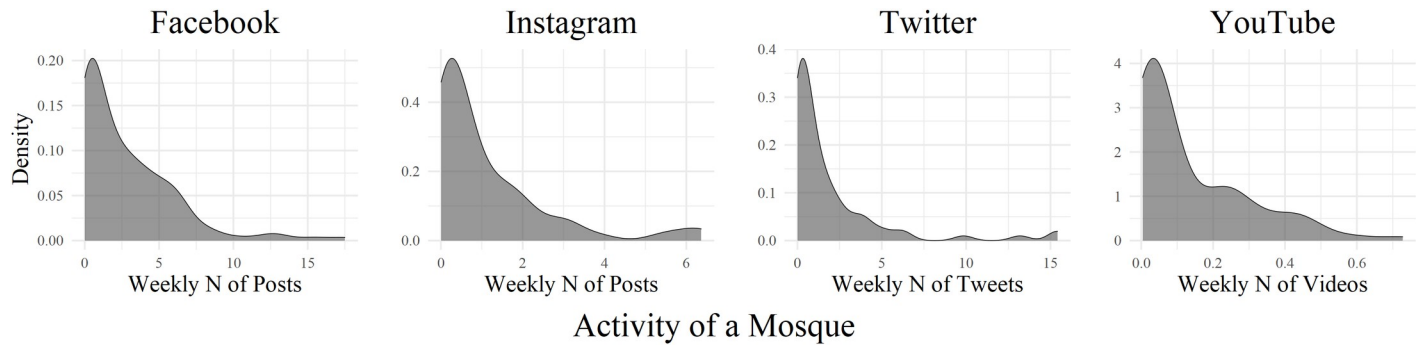 Facebook Instagram Twitter YouTube
Density
0.20
0.15
0.10
0.05
0.00
0 5 10 15
Weekly N of Posts
0.4
0.2
0.0
0 2 4 6
Weekly N of Posts
0.4
0.3
0.2
0.1
0.0
0 5 10 15
Weekly N of Tweets
4
3
2
1
0
0.0 0.2 0.4 0.6
Weekly N of Videos
Activity of a Mosque